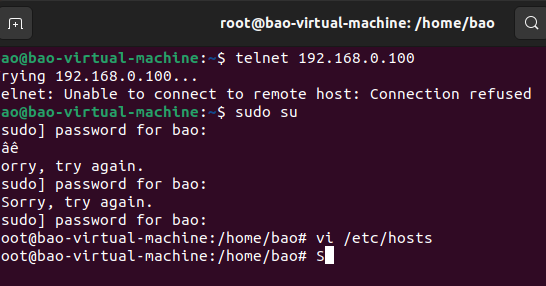 root@bao-virtual-machine: /home/bao
ao@bao-virtual-machine:~$ telnet 192.168.0.100
rying 192.168.0.100...
elnet: Unable to connect to remote host: Connection refused
ao@bao-virtual-machine:~$ sudo su
sudo] password for bao:
âê
orry, try again.
sudo] password for bao:
Sorry, try again.
sudo] password for bao:
oot@bao-virtual-machine:/home/bao# vi /etc/hosts
oot@bao-virtual-machine:/home/bao# S